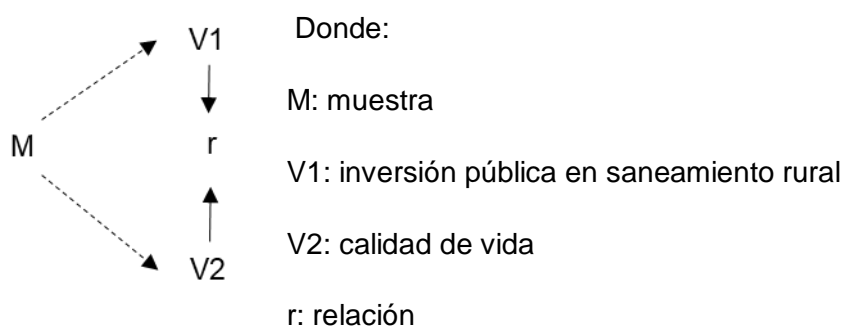 V1
M
r
V2
Donde:
M: muestra
V1: inversión pública en saneamiento rural
V2: calidad de vida
r: relación